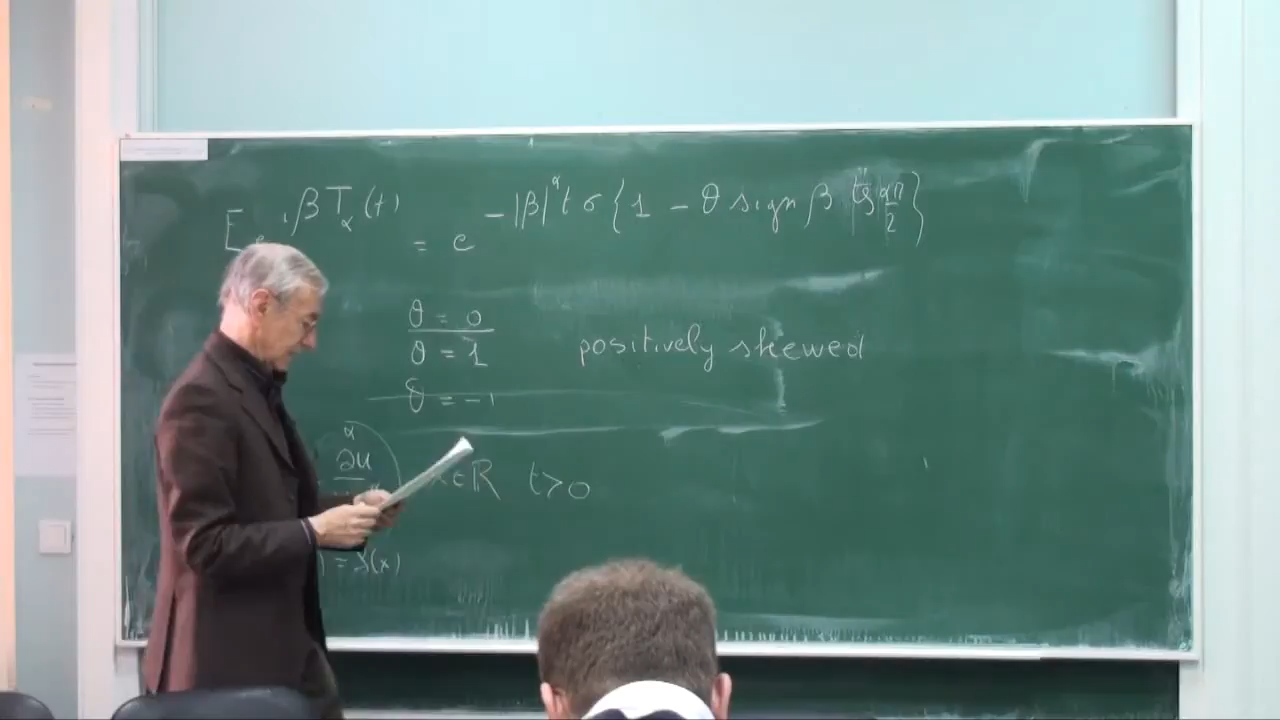 E e^{iβT_α(t)} = e^{-|β|^α t σ {1 - θ sign β tg απ/2}}
θ = 0
θ = 1 positively skewed
θ = -1
∂^α u x∈ℝ t>0
) = δ(x)